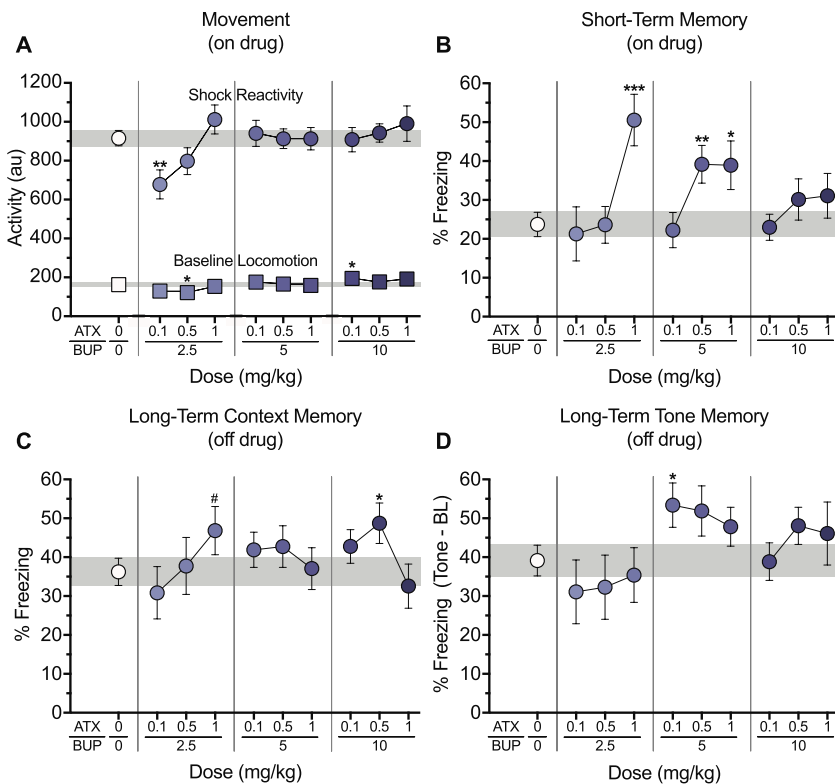 A
Movement
(on drug)
1200
1000
800
600
400
200
0
Activity (au)
Shock Reactivity
**
Baseline Locomotion
*
*
ATX 0 0.1 0.5 1 0.1 0.5 1 0.1 0.5 1
BUP 0 2.5 5 10
Dose (mg/kg)
B
Short-Term Memory
(on drug)
60
50
40
30
20
10
0
% Freezing
***
**
*
ATX 0 0.1 0.5 1 0.1 0.5 1 0.1 0.5 1
BUP 0 2.5 5 10
Dose (mg/kg)
C
Long-Term Context Memory
(off drug)
60
50
40
30
20
10
0
% Freezing
#
*
ATX 0 0.1 0.5 1 0.1 0.5 1 0.1 0.5 1
BUP 0 2.5 5 10
Dose (mg/kg)
D
Long-Term Tone Memory
(off drug)
60
50
40
30
20
10
0
% Freezing (Tone - BL)
*
ATX 0 0.1 0.5 1 0.1 0.5 1 0.1 0.5 1
BUP 0 2.5 5 10
Dose (mg/kg)